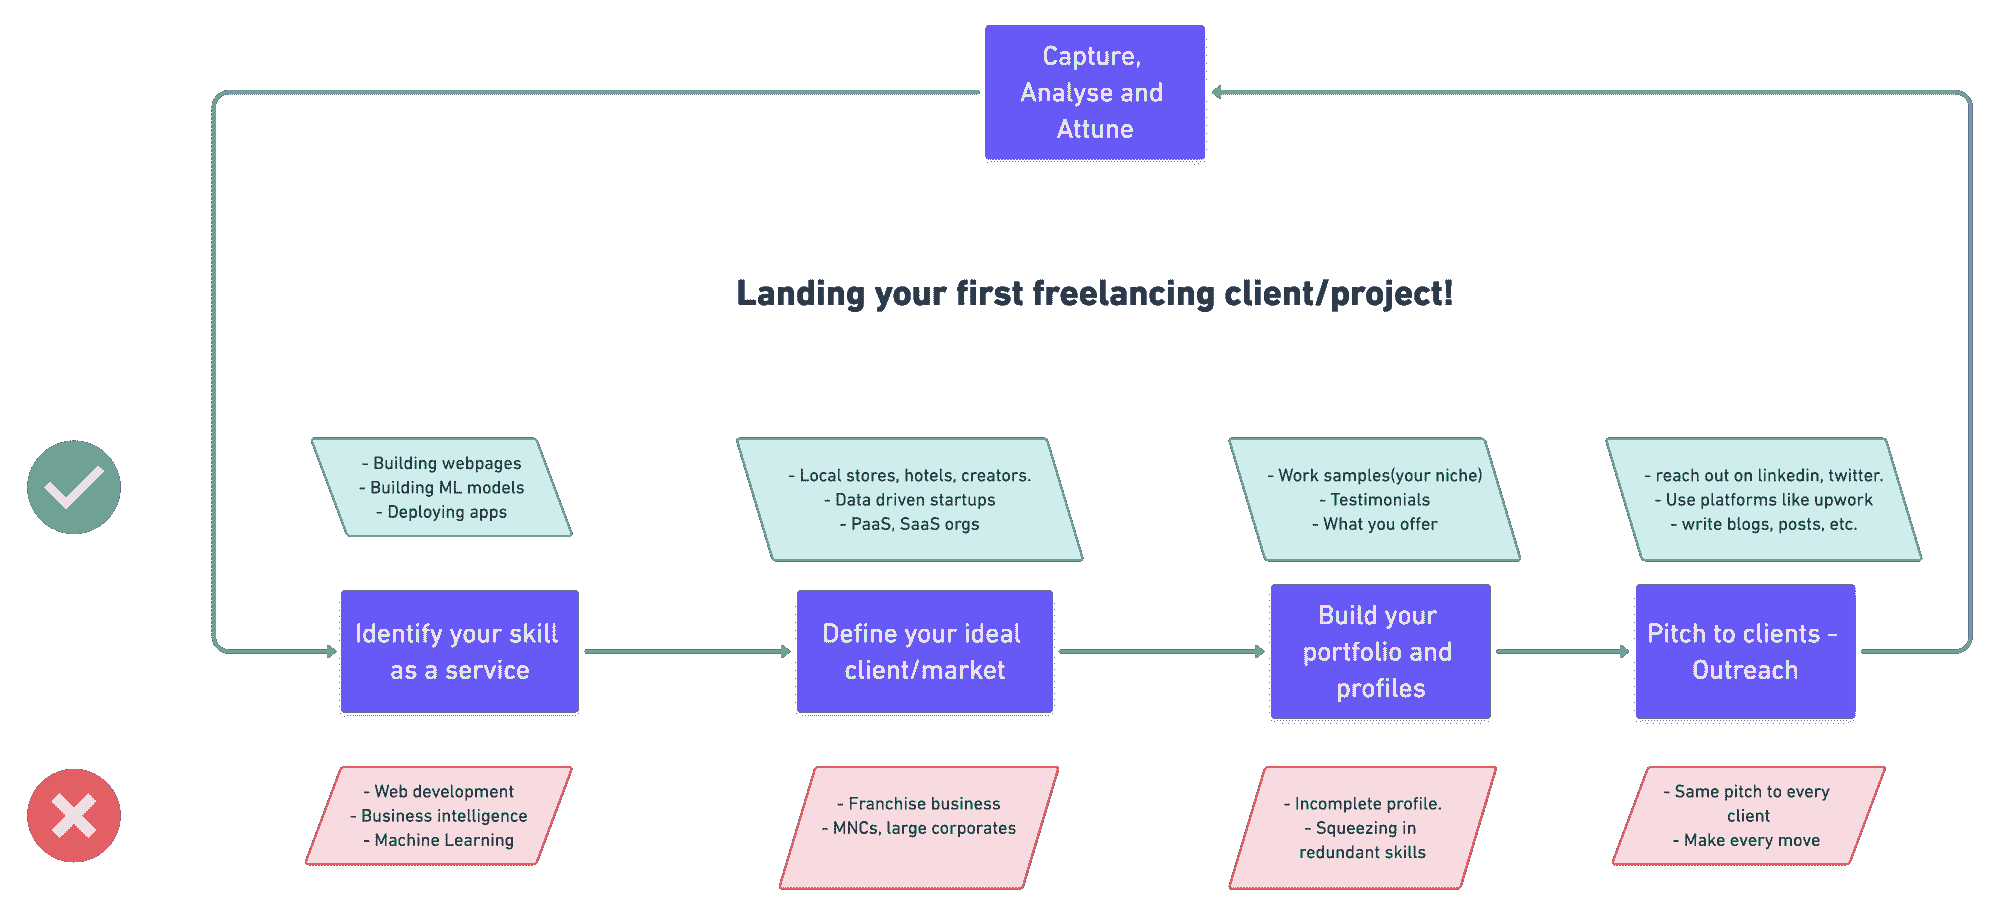 Capture,
Analyse and
Attune
Landing your first freelancing client/project!
- Building webpages
- Building ML models
- Deploying apps
- Local stores, hotels, creators.
- Data driven startups
- PaaS, SaaS orgs
- Work samples(your niche)
- Testimonials
- What you offer
- reach out on linkedin, twitter.
- Use platforms like upwork
- write blogs, posts, etc.
Identify your skill
as a service
Define your ideal
client/market
Build your
portfolio and
profiles
Pitch to clients -
Outreach
- Web development
- Business intelligence
- Machine Learning
- Franchise business
- MNCs, large corporates
- Incomplete profile.
- Squeezing in
redundant skills
- Same pitch to every
client
- Make every move